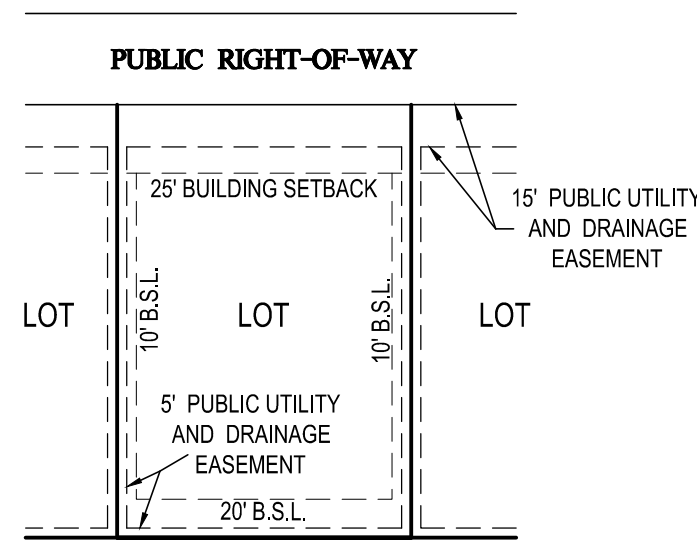 PUBLIC RIGHT-OF-WAY
25' BUILDING SETBACK
15' PUBLIC UTILITY
AND DRAINAGE
EASEMENT
LOT
10' B.S.L.
LOT
10' B.S.L.
LOT
5' PUBLIC UTILITY
AND DRAINAGE
EASEMENT
20' B.S.L.